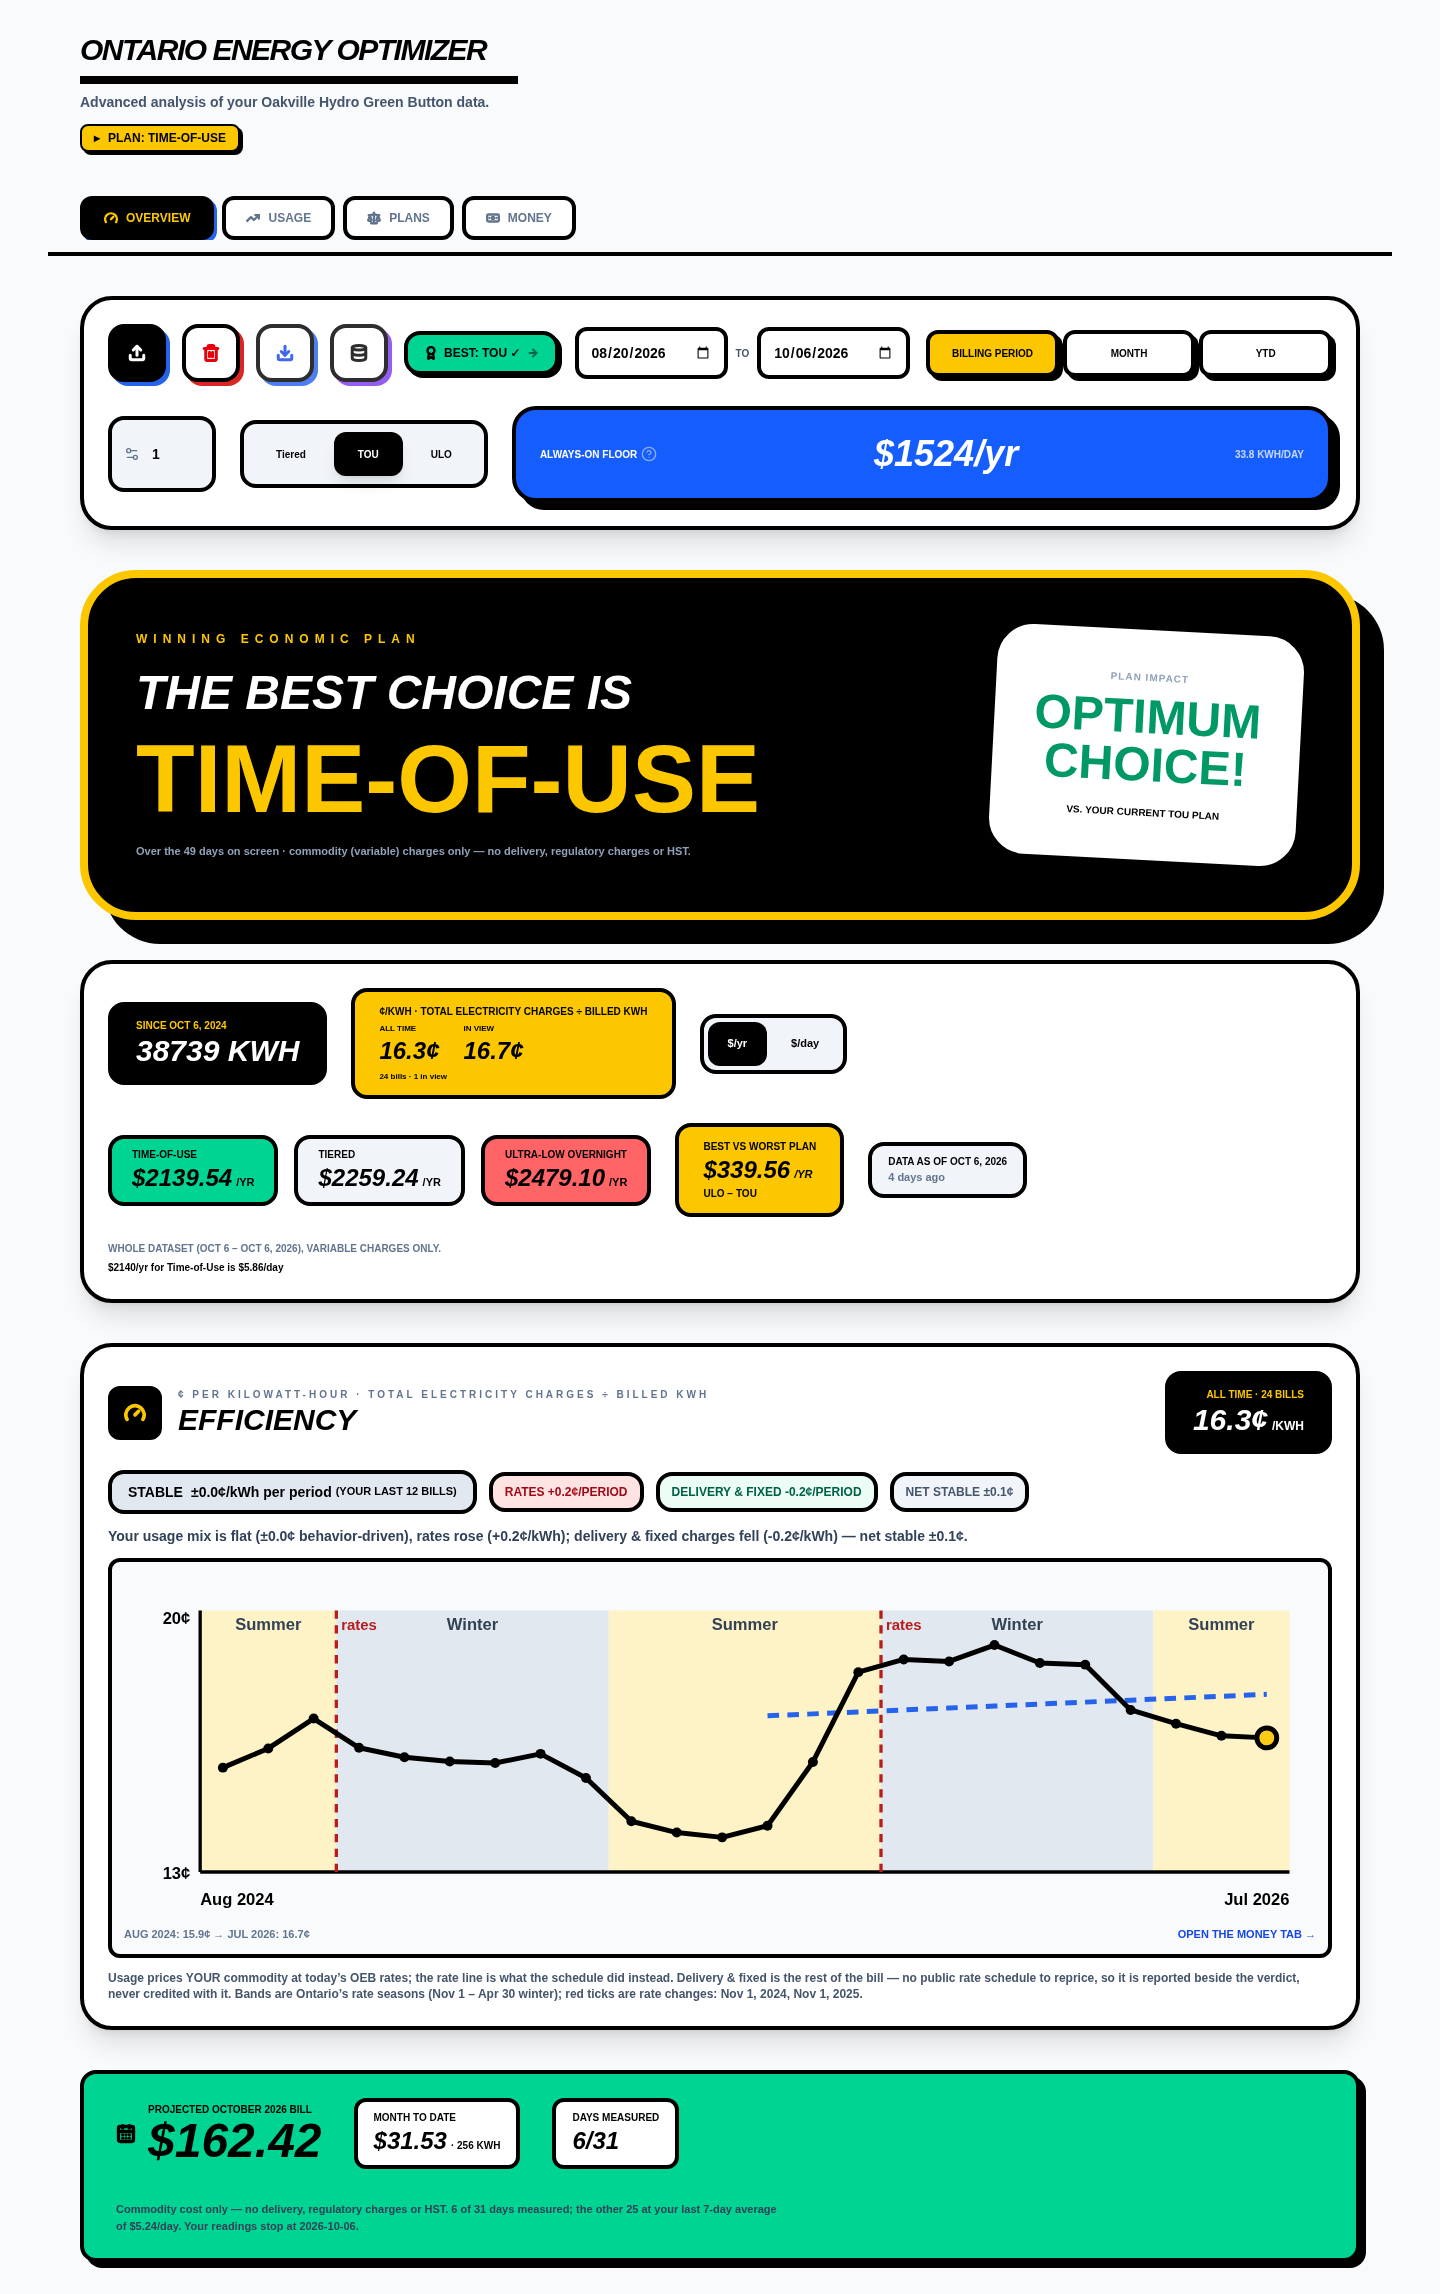 ONTARIO ENERGY OPTIMIZER
Advanced analysis of your Oakville Hydro Green Button data.
► PLAN: TIME-OF-USE
OVERVIEW
USAGE
PLANS
MONEY
BEST: TOU ✓ →
08/20/2026
TO
10/06/2026
BILLING PERIOD
MONTH
YTD
1
Tiered
TOU
ULO
ALWAYS-ON FLOOR ?
$1524/yr
33.8 KWH/DAY
WINNING ECONOMIC PLAN
THE BEST CHOICE IS
TIME-OF-USE
Over the 49 days on screen · commodity (variable) charges only — no delivery, regulatory charges or HST.
PLAN IMPACT
OPTIMUM
CHOICE!
VS. YOUR CURRENT TOU PLAN
SINCE OCT 6, 2024
38739 KWH
¢/KWH · TOTAL ELECTRICITY CHARGES ÷ BILLED KWH
ALL TIME
IN VIEW
16.3¢
16.7¢
24 bills · 1 in view
$/yr
$/day
TIME-OF-USE
$2139.54 /YR
TIERED
$2259.24 /YR
ULTRA-LOW OVERNIGHT
$2479.10 /YR
BEST VS WORST PLAN
$339.56 /YR
ULO – TOU
DATA AS OF OCT 6, 2026
4 days ago
WHOLE DATASET (OCT 6 – OCT 6, 2026), VARIABLE CHARGES ONLY.
$2140/yr for Time-of-Use is $5.86/day
¢ PER KILOWATT-HOUR · TOTAL ELECTRICITY CHARGES ÷ BILLED KWH
EFFICIENCY
ALL TIME · 24 BILLS
16.3¢ /KWH
STABLE ±0.0¢/kWh per period (YOUR LAST 12 BILLS)
RATES +0.2¢/PERIOD
DELIVERY & FIXED -0.2¢/PERIOD
NET STABLE ±0.1¢
Your usage mix is flat (±0.0¢ behavior-driven), rates rose (+0.2¢/kWh); delivery & fixed charges fell (-0.2¢/kWh) — net stable ±0.1¢.
20¢
Summer
rates
Winter
Summer
rates
Winter
Summer
13¢
Aug 2024
Jul 2026
AUG 2024: 15.9¢ → JUL 2026: 16.7¢
OPEN THE MONEY TAB →
Usage prices YOUR commodity at today's OEB rates; the rate line is what the schedule did instead. Delivery & fixed is the rest of the bill — no public rate schedule to reprice, so it is reported beside the verdict,
never credited with it. Bands are Ontario's rate seasons (Nov 1 – Apr 30 winter); red ticks are rate changes: Nov 1, 2024, Nov 1, 2025.
PROJECTED OCTOBER 2026 BILL
$162.42
MONTH TO DATE
$31.53 · 256 KWH
DAYS MEASURED
6/31
Commodity cost only — no delivery, regulatory charges or HST. 6 of 31 days measured; the other 25 at your last 7-day average
of $5.24/day. Your readings stop at 2026-10-06.